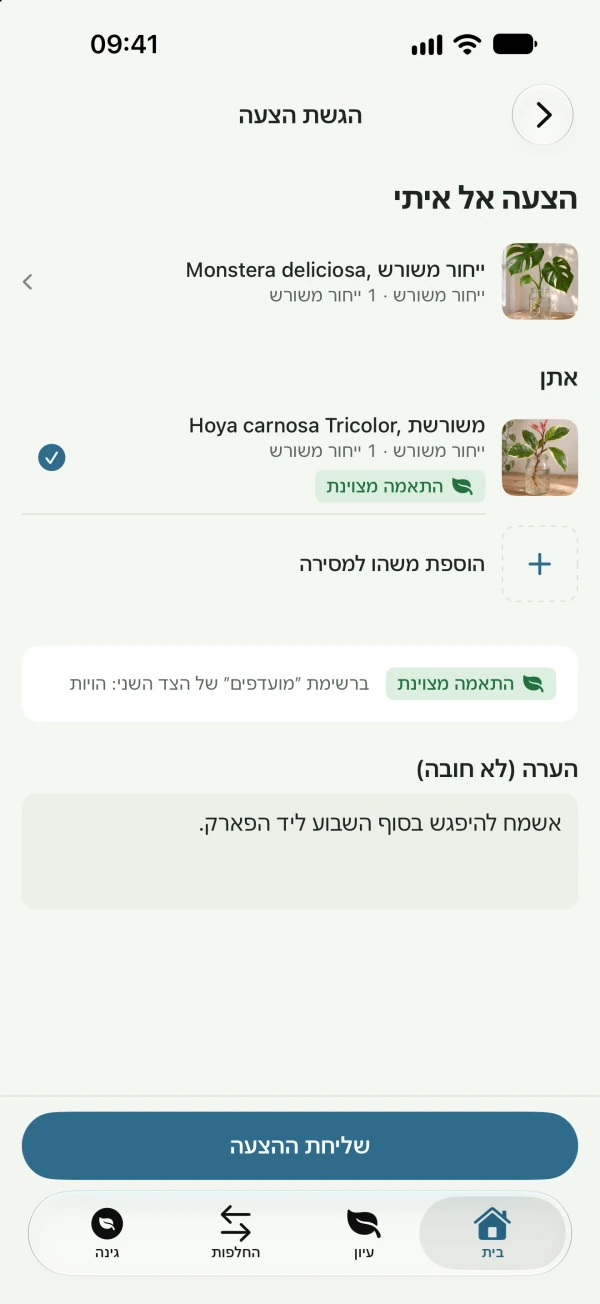 09:41
הגשת הצעה
הצעה אל איתי
ייחור משורש, Monstera deliciosa
ייחור משורש · 1 ייחור משורש
אתן
משורשת, Hoya carnosa Tricolor
ייחור משורש · 1 ייחור משורש
התאמה מצוינת
הוספת משהו למסירה
התאמה מצוינת ברשימת "מועדפים" של הצד השני: הויות
הערה (לא חובה)
אשמח להיפגש בסוף השבוע ליד הפארק.
שליחת ההצעה
בית עיון החלפות גינה